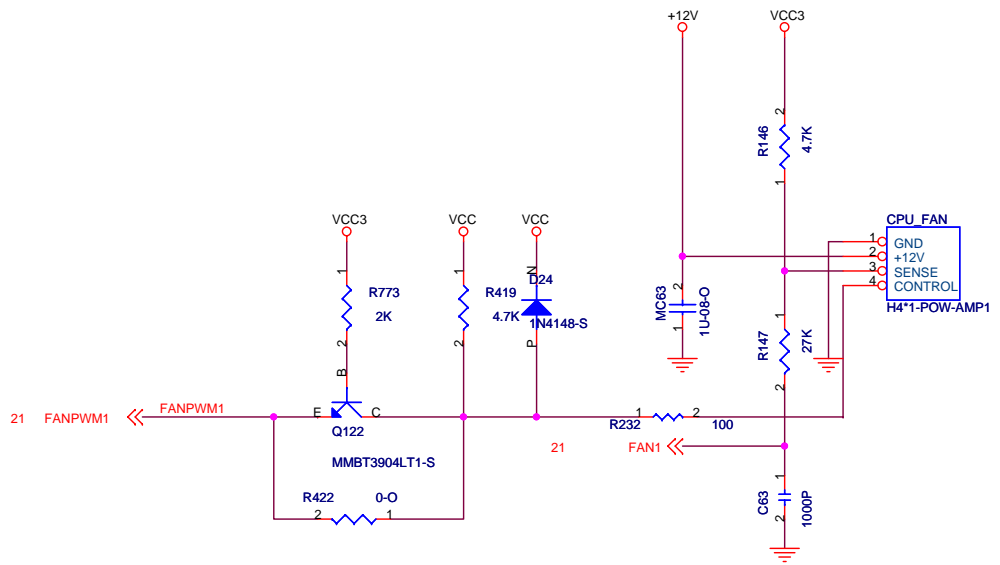 +12V
VCC3
2
R146
4.7K
1
VCC3
VCC
VCC
CPU_FAN
1
GND
2
+12V
3
SENSE
4
CONTROL
H4*1-POW-AMP1
1
R773
2K
2
1
R419
4.7K
2
N
D24
1N4148-S
P
2
MC63
1U-08-O
1
1
R147
27K
2
B
E
C
Q122
MMBT3904LT1-S
21
FANPWM1
FANPWM1
1
2
R232
100
21
FAN1
R422
0-O
2
1
1
C63
1000P
2